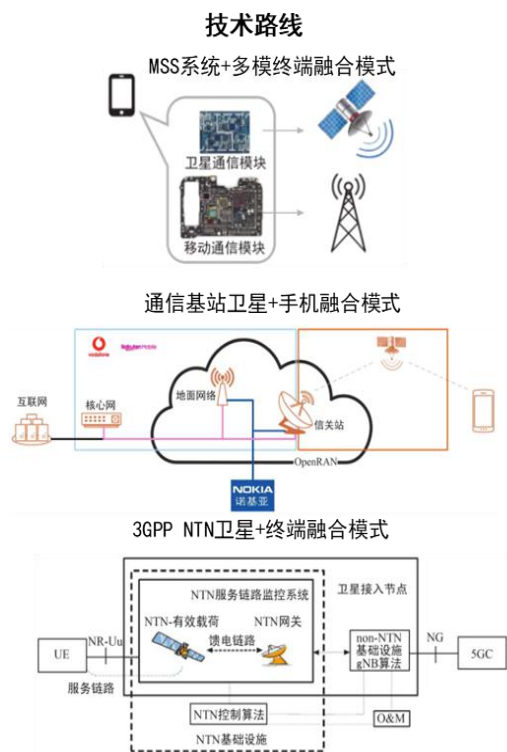 技术路线
MSS系统+多模终端融合模式
卫星通信模块
移动通信模块
通信基站卫星+手机融合模式
vodafone
Rakuten Mobile
互联网
核心网
地面网络
信关站
OpenRAN
NOKIA
诺基亚
3GPP NTN卫星+终端融合模式
NTN服务链路监控系统
卫星接入节点
NTN-有效载荷
NTN网关
馈电链路
UE
NR-Uu
服务链路
non-NTN
基础设施
gNB算法
NG
5GC
NTN控制算法
O&M
NTN基础设施